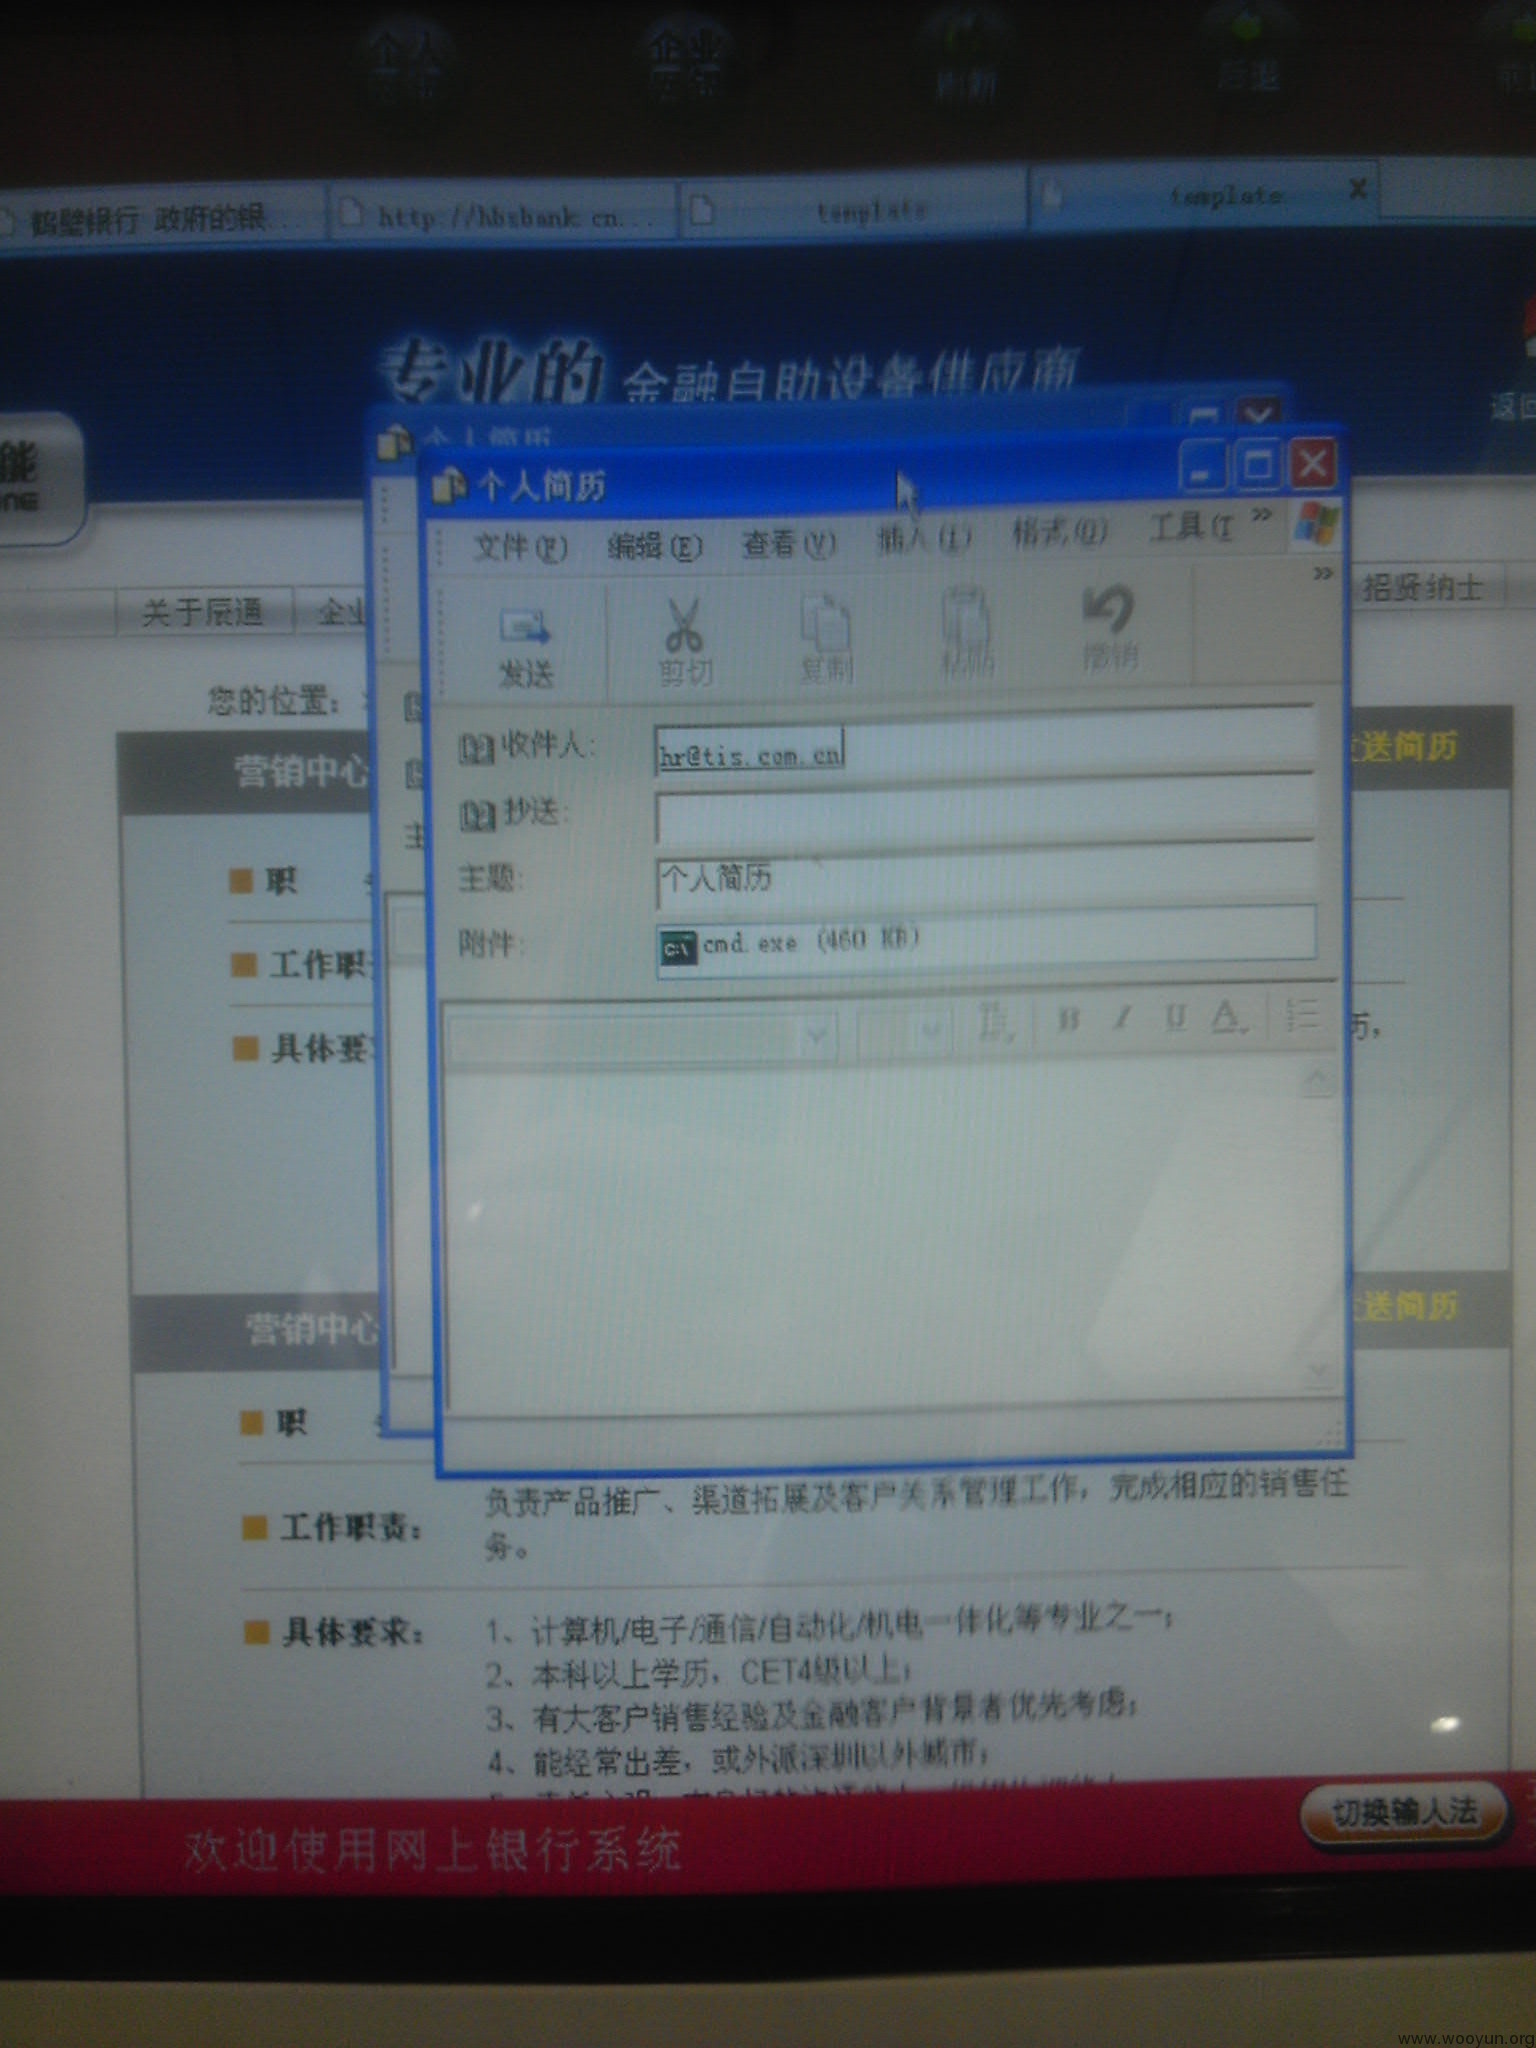 个人
企业
刷新
后退
鹤壁银行 政府的银...
http://hbsbank.cn...
template
template
专业的 金融自助设备供应商
返回
能
个人简历
个人简历
文件(F) 编辑(E) 查看(V) 插入(I) 格式(O) 工具(T
招贤纳士
关于辰通
企业
发送 剪切 复制 粘贴 撤销
您的位置:
收件人: hr@tis.com.cn
送简历
营销中心
抄送:
主题: 个人简历
职
附件: cmd.exe (460 KB)
工作职
B I U A
具体要
历，
营销中心
送简历
职
工作职责: 负责产品推广、渠道拓展及客户关系管理工作，完成相应的销售任
务。
具体要求: 1、计算机/电子/通信/自动化/机电一体化等专业之一;
2、本科以上学历，CET4级以上;
3、有大客户销售经验及金融客户背景者优先考虑;
4、能经常出差，或外派深圳以外城市;
欢迎使用网上银行系统
切换输入法
www.wooyun.org